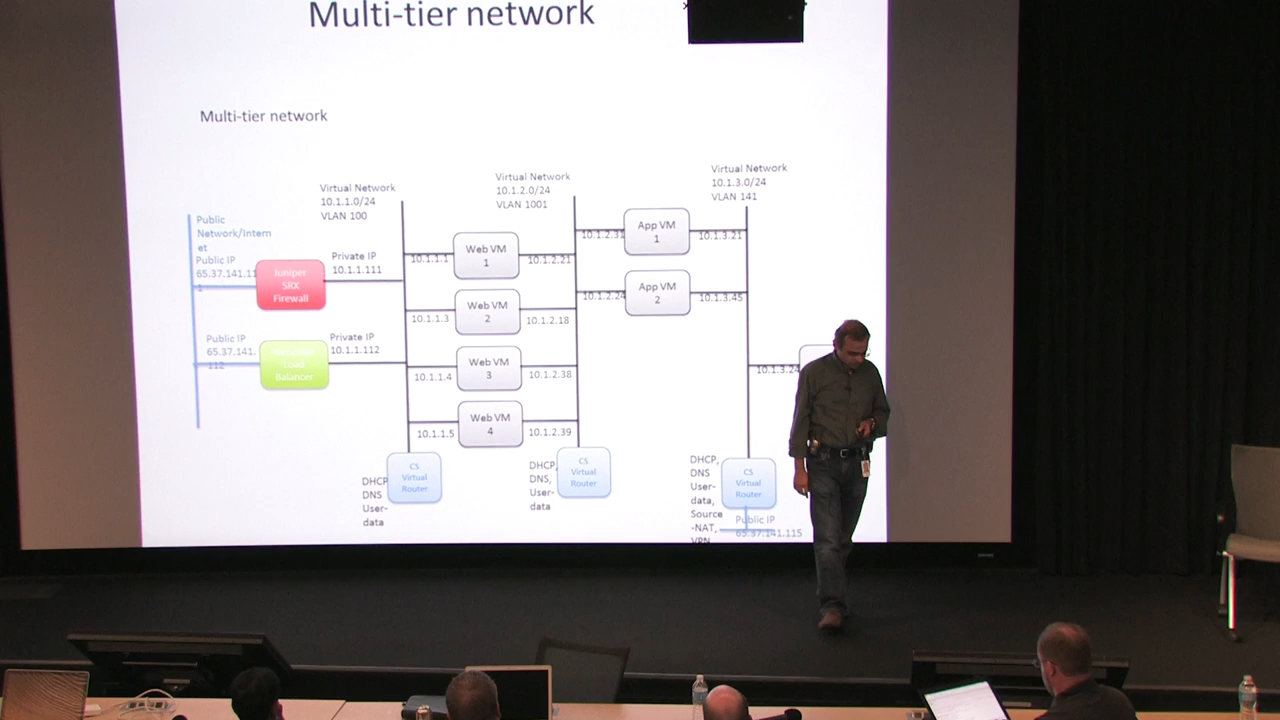 Multi-tier network
Multi-tier network
Virtual Network
10.1.1.0/24
VLAN 100
Virtual Network
10.1.2.0/24
VLAN 1001
Virtual Network
10.1.3.0/24
VLAN 141
Public
Network/Intern
et
Public IP
65.37.141.11
Juniper
SRX
Firewall
Private IP
10.1.1.111
Public IP
65.37.141.
112
Load
Balancer
Private IP
10.1.1.112
10.1.1.1
Web VM
1
10.1.2.21
10.1.1.3
Web VM
2
10.1.2.18
10.1.1.4
Web VM
3
10.1.2.38
10.1.1.5
Web VM
4
10.1.2.39
10.1.2.31
App VM
1
10.1.3.21
10.1.2.24
App VM
2
10.1.3.45
10.1.3.24
DHCP,
DNS
User-
data
CS
Virtual
Router
DHCP,
DNS,
User-
data
CS
Virtual
Router
DHCP,
DNS
User-
data,
Source
-NAT,
VPN
CS
Virtual
Router
Public IP
65.37.141.115